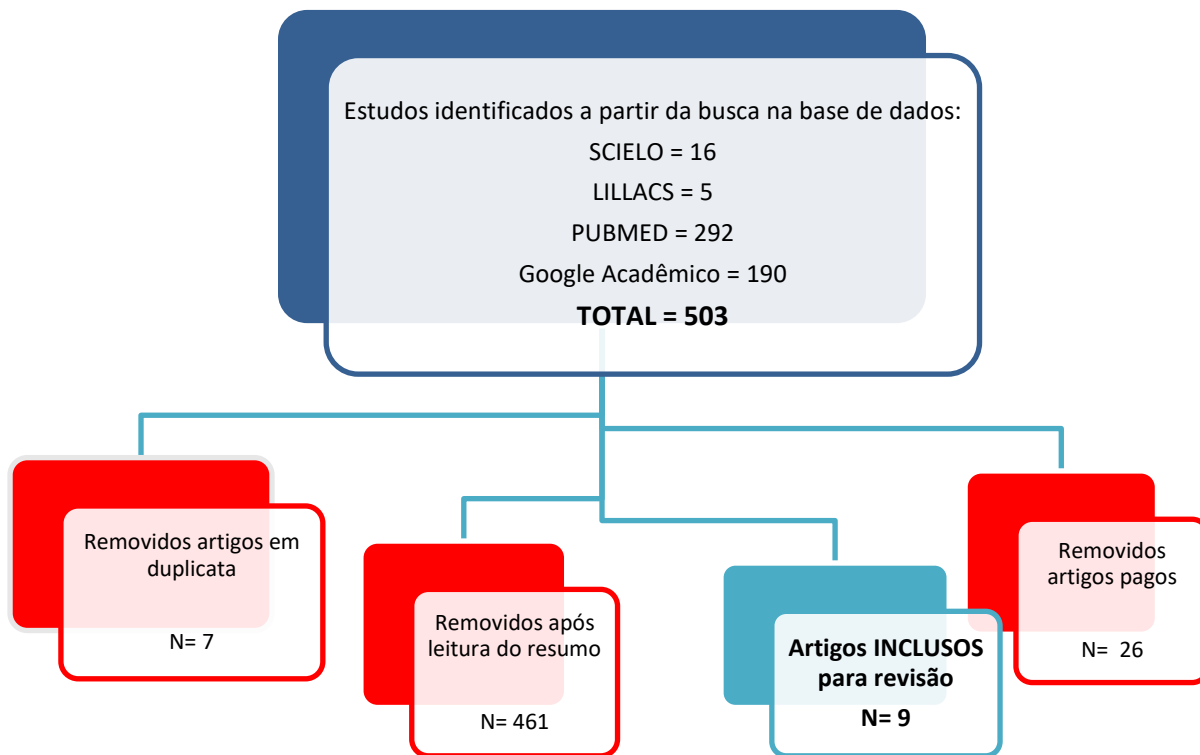 Estudos identificados a partir da busca na base de dados:
SCIELO = 16
LILLACS = 5
PUBMED = 292
Google Acadêmico = 190
TOTAL = 503
Removidos artigos em
duplicata
N= 7
Removidos após
leitura do resumo
N= 461
Artigos INCLUSOS
para revisão
N= 9
Removidos
artigos pagos
N= 26